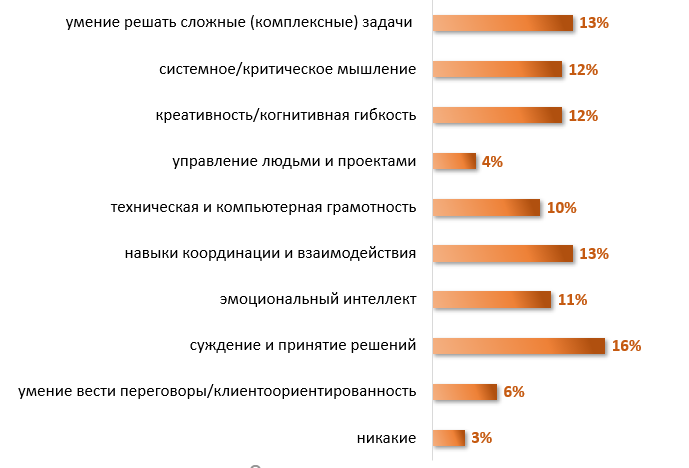 умение решать сложные (комплексные) задачи 13%
системное/критическое мышление 12%
креативность/когнитивная гибкость 12%
управление людьми и проектами 4%
техническая и компьютерная грамотность 10%
навыки координации и взаимодействия 13%
эмоциональный интеллект 11%
суждение и принятие решений 16%
умение вести переговоры/клиентоориентированность 6%
никакие 3%